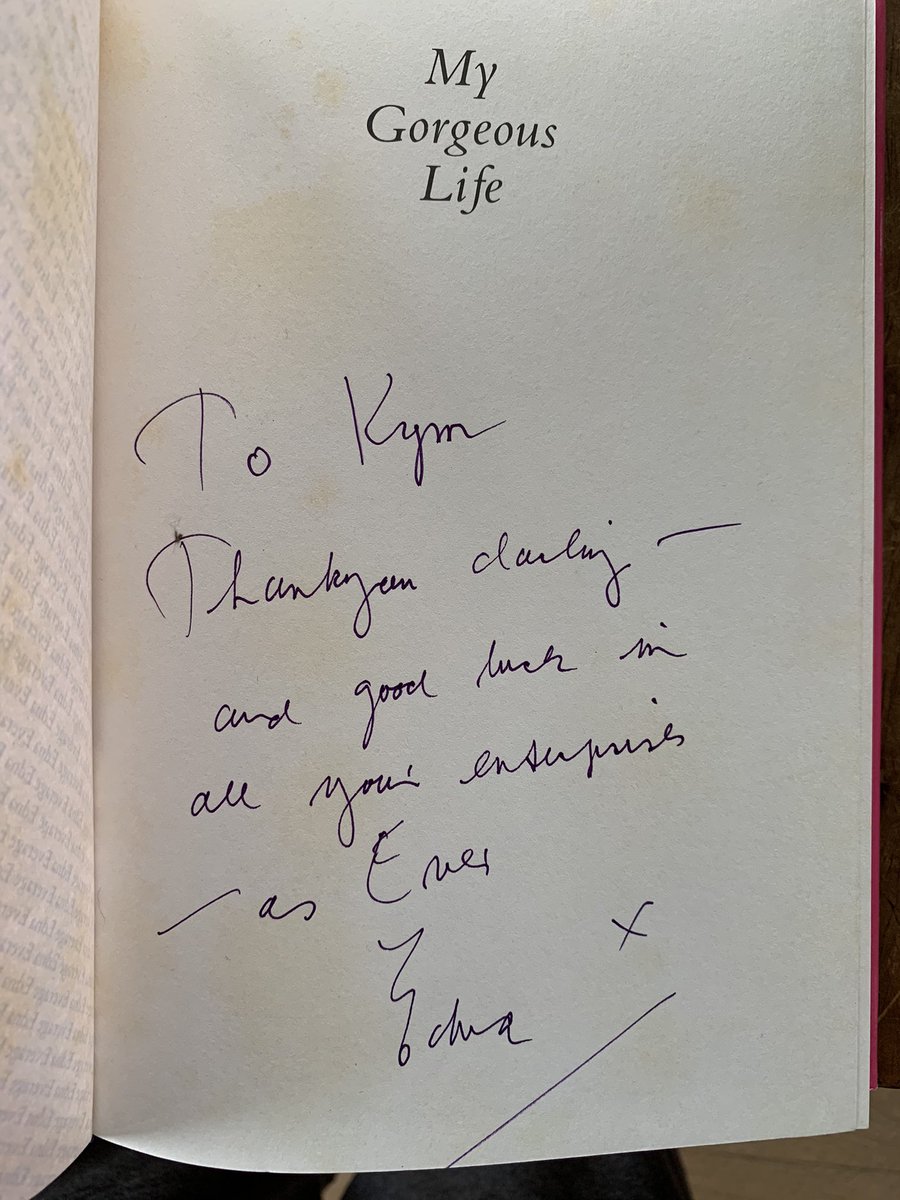 My
Gorgeous
Life
To Kym
Thankyou darling —
and good luck in
all your enterprises
— as Ever
Edna x